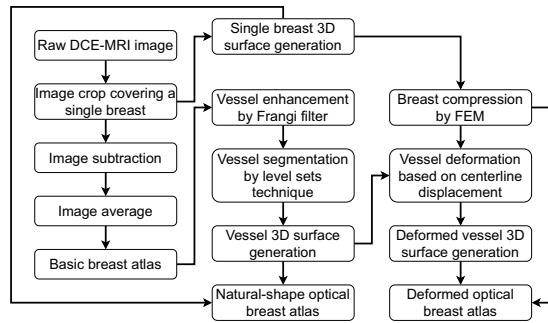 Raw DCE-MRI image
Image crop covering a
single breast
Image subtraction
Image average
Basic breast atlas
Single breast 3D
surface generation
Vessel enhancement
by Frangi filter
Vessel segmentation
by level sets
technique
Vessel 3D surface
generation
Natural-shape optical
breast atlas
Breast compression
by FEM
Vessel deformation
based on centerline
displacement
Deformed vessel 3D
surface generation
Deformed optical
breast atlas